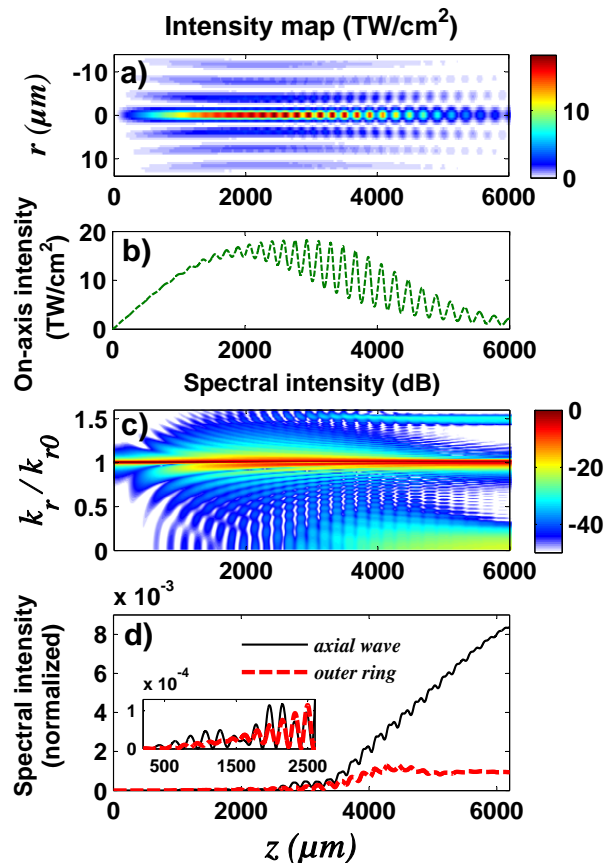 Intensity map (TW/cm²)
a)
r (μm)
-10
0
10
0 2000 4000 6000
10
0
b)
On-axis intensity
(TW/cm²)
20
10
0
0 2000 4000 6000
Spectral intensity (dB)
c)
k_r / k_r0
1.5
1
0.5
0
2000 4000 6000
0
-20
-40
x 10⁻³
d)
Spectral intensity
(normalized)
8
6
4
2
0
axial wave
outer ring
x 10⁻⁴
1
0
500 1500 2500
0 2000 4000 6000
z (μm)